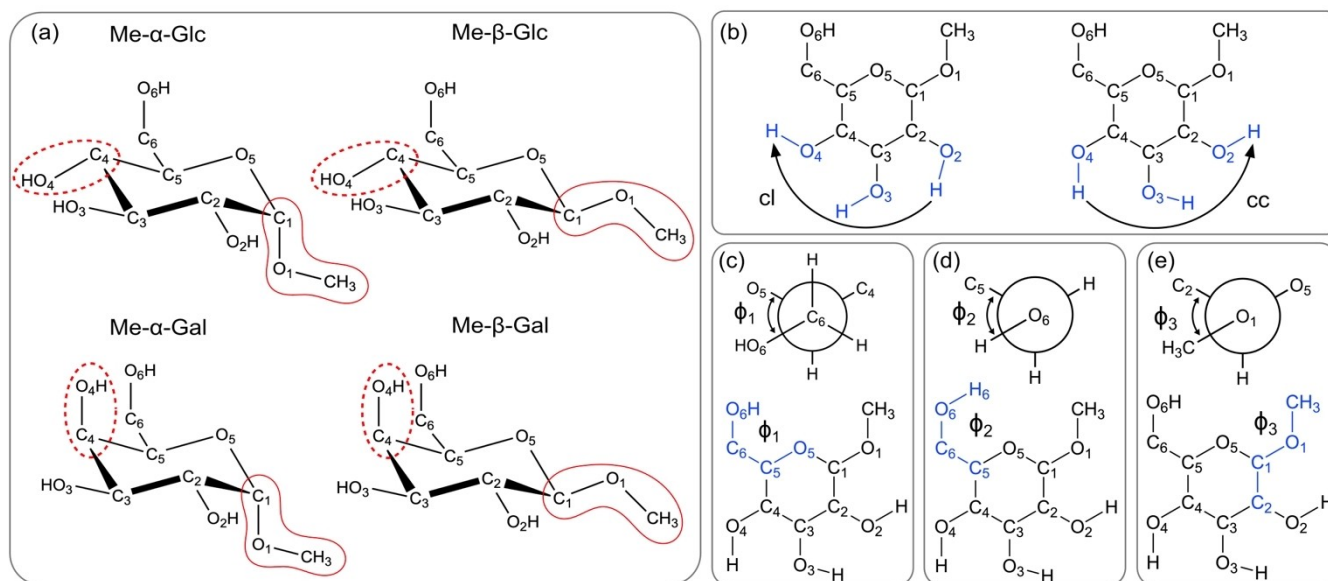 (a)
Me-α-Glc
Me-β-Glc
O₆H
C₆
C₄
O₅
HO₄
C₅
HO₃
C₃
C₂
C₁
O₂H
O₁
CH₃
O₆H
C₆
C₄
O₅
HO₄
C₅
O₁
HO₃
C₃
C₂
C₁
O₂H
CH₃
Me-α-Gal
Me-β-Gal
O₄H
O₆H
C₆
C₄
O₅
C₅
HO₃
C₃
C₂
C₁
O₂H
O₁
CH₃
O₄H
O₆H
C₆
C₄
O₅
C₅
O₁
HO₃
C₃
C₂
C₁
O₂H
CH₃
(b)
O₆H
CH₃
C₆
O₅
O₁
C₅
C₁
H
C₄
C₂
O₄
C₃
O₂
H
O₃
H
cl
O₆H
CH₃
C₆
O₅
O₁
C₅
C₁
C₄
C₂
H
O₄
C₃
O₂
H
O₃
H
cc
(c)
H
O₅
C₄
ϕ₁
C₆
HO₆
H
H
O₆H
ϕ₁
CH₃
C₆
O₅
O₁
C₅
C₁
C₄
C₂
H
O₄
C₃
O₂
H
O₃
H
(d)
C₅
H
ϕ₂
O₆
H
H
H₆
O₆
ϕ₂
CH₃
C₆
O₅
O₁
C₅
C₁
C₄
C₂
H
O₄
C₃
O₂
H
O₃
H
(e)
C₂
O₅
ϕ₃
O₁
H₃C
H
O₆H
ϕ₃
CH₃
C₆
O₅
O₁
C₅
C₁
C₄
C₂
H
O₄
C₃
O₂
H
O₃
H